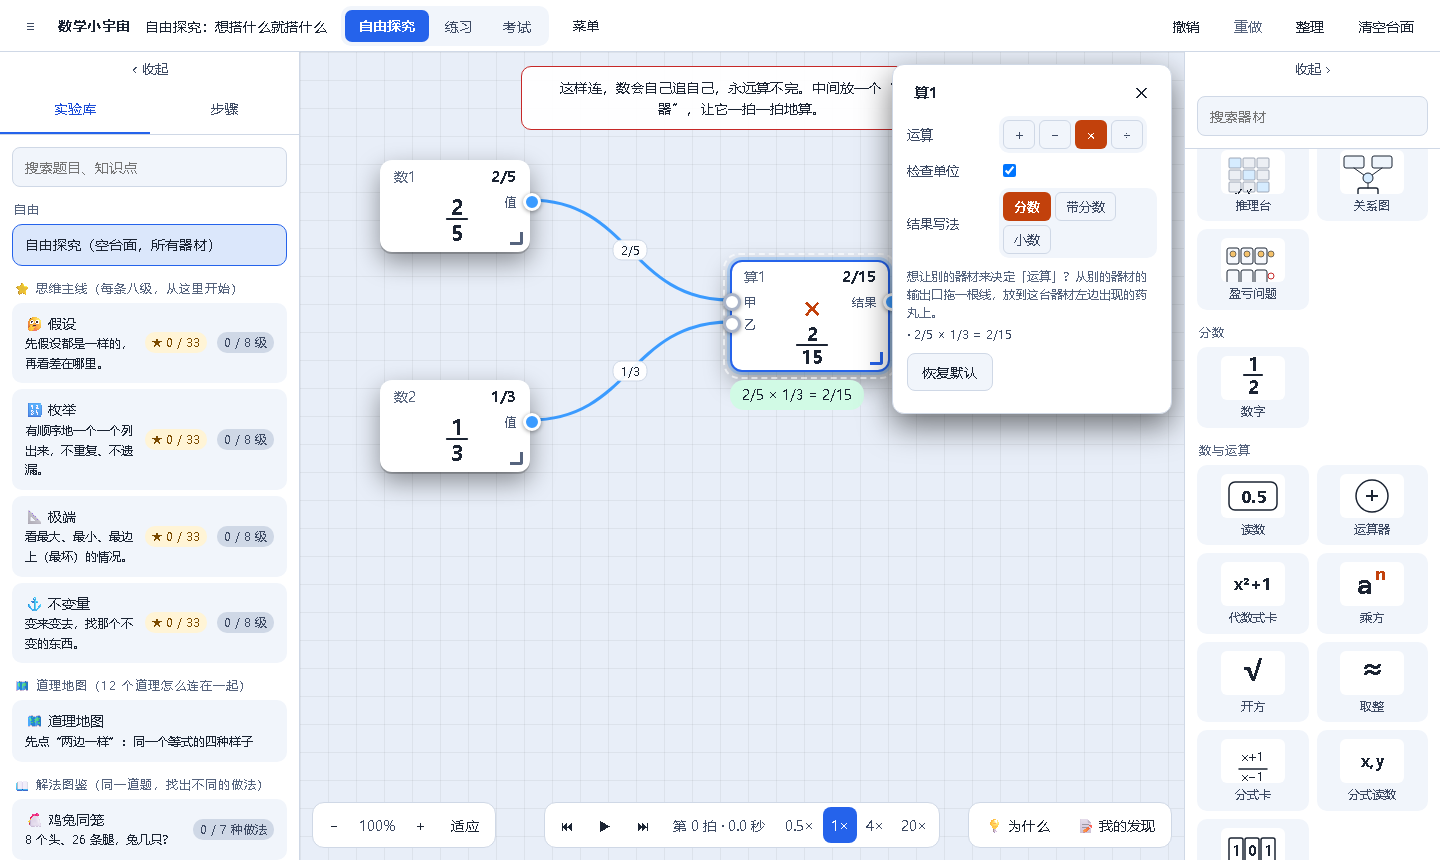 ≡ 数学小宇宙 自由探究：想搭什么就搭什么 自由探究 练习 考试 菜单 撤销 重做 整理 清空台面
‹ 收起
实验库 步骤
搜索题目、知识点
自由
自由探究（空台面，所有器材）
⭐ 思维主线（每条八级，从这里开始）
🤔 假设
先假设都是一样的，
再看差在哪里。
★ 0 / 33 0 / 8 级
🔢 枚举
有顺序地一个一个列
出来，不重复、不遗
漏。
★ 0 / 33 0 / 8 级
📐 极端
看最大、最小、最边
上（最坏）的情况。
★ 0 / 33 0 / 8 级
⚓ 不变量
变来变去，找那个不
变的东西。
★ 0 / 33 0 / 8 级
🗺️ 道理地图（12 个道理怎么连在一起）
🗺️ 道理地图
先点“两边一样”：同一个等式的四种样子
📖 解法图鉴（同一道题，找出不同的做法）
🐔 鸡兔同笼
8 个头、26 条腿，兔几只？
0 / 7 种做法
这样连，数会自己追自己，永远算不完。中间放一个“
器”，让它一拍一拍地算。
数1 2/5
值
2
5
2/5
数2 1/3
值
1
3
1/3
算1 2/15
甲 结果
乙
×
2
15
2/5 × 1/3 = 2/15
算1 ✕
运算 + − × ÷
检查单位
结果写法 分数 带分数
小数
想让别的器材来决定「运算」？从别的器材的
输出口拖一根线，放到这台器材左边出现的药
丸上。
· 2/5 × 1/3 = 2/15
恢复默认
− 100% + 适应
⏮ ▶ ⏭ 第 0 拍 · 0.0 秒 0.5× 1× 4× 20×
💡 为什么 📝 我的发现
收起 ›
搜索器材
推理台 关系图
盈亏问题
分数
1
2
数字
数与运算
0.5 +
读数 运算器
x²+1 aⁿ
代数式卡 乘方
√ ≈
开方 取整
x+1
x−1
x,y
分式卡 分式读数
1 0 1